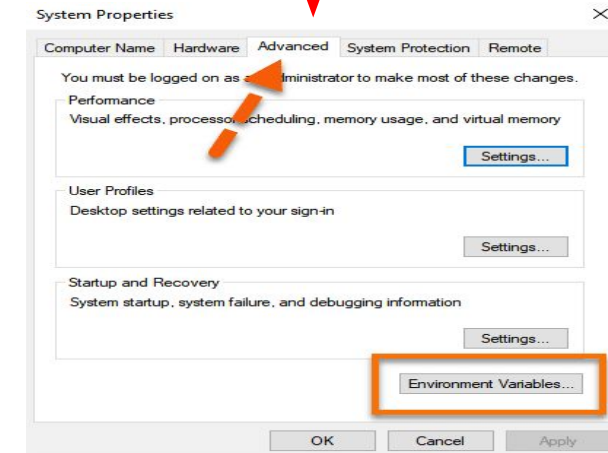 System Properties
Computer Name Hardware Advanced System Protection Remote
You must be logged on as an Administrator to make most of these changes.
Performance
Visual effects, processor scheduling, memory usage, and virtual memory
Settings...
User Profiles
Desktop settings related to your sign-in
Settings...
Startup and Recovery
System startup, system failure, and debugging information
Settings...
Environment Variables...
OK Cancel Apply